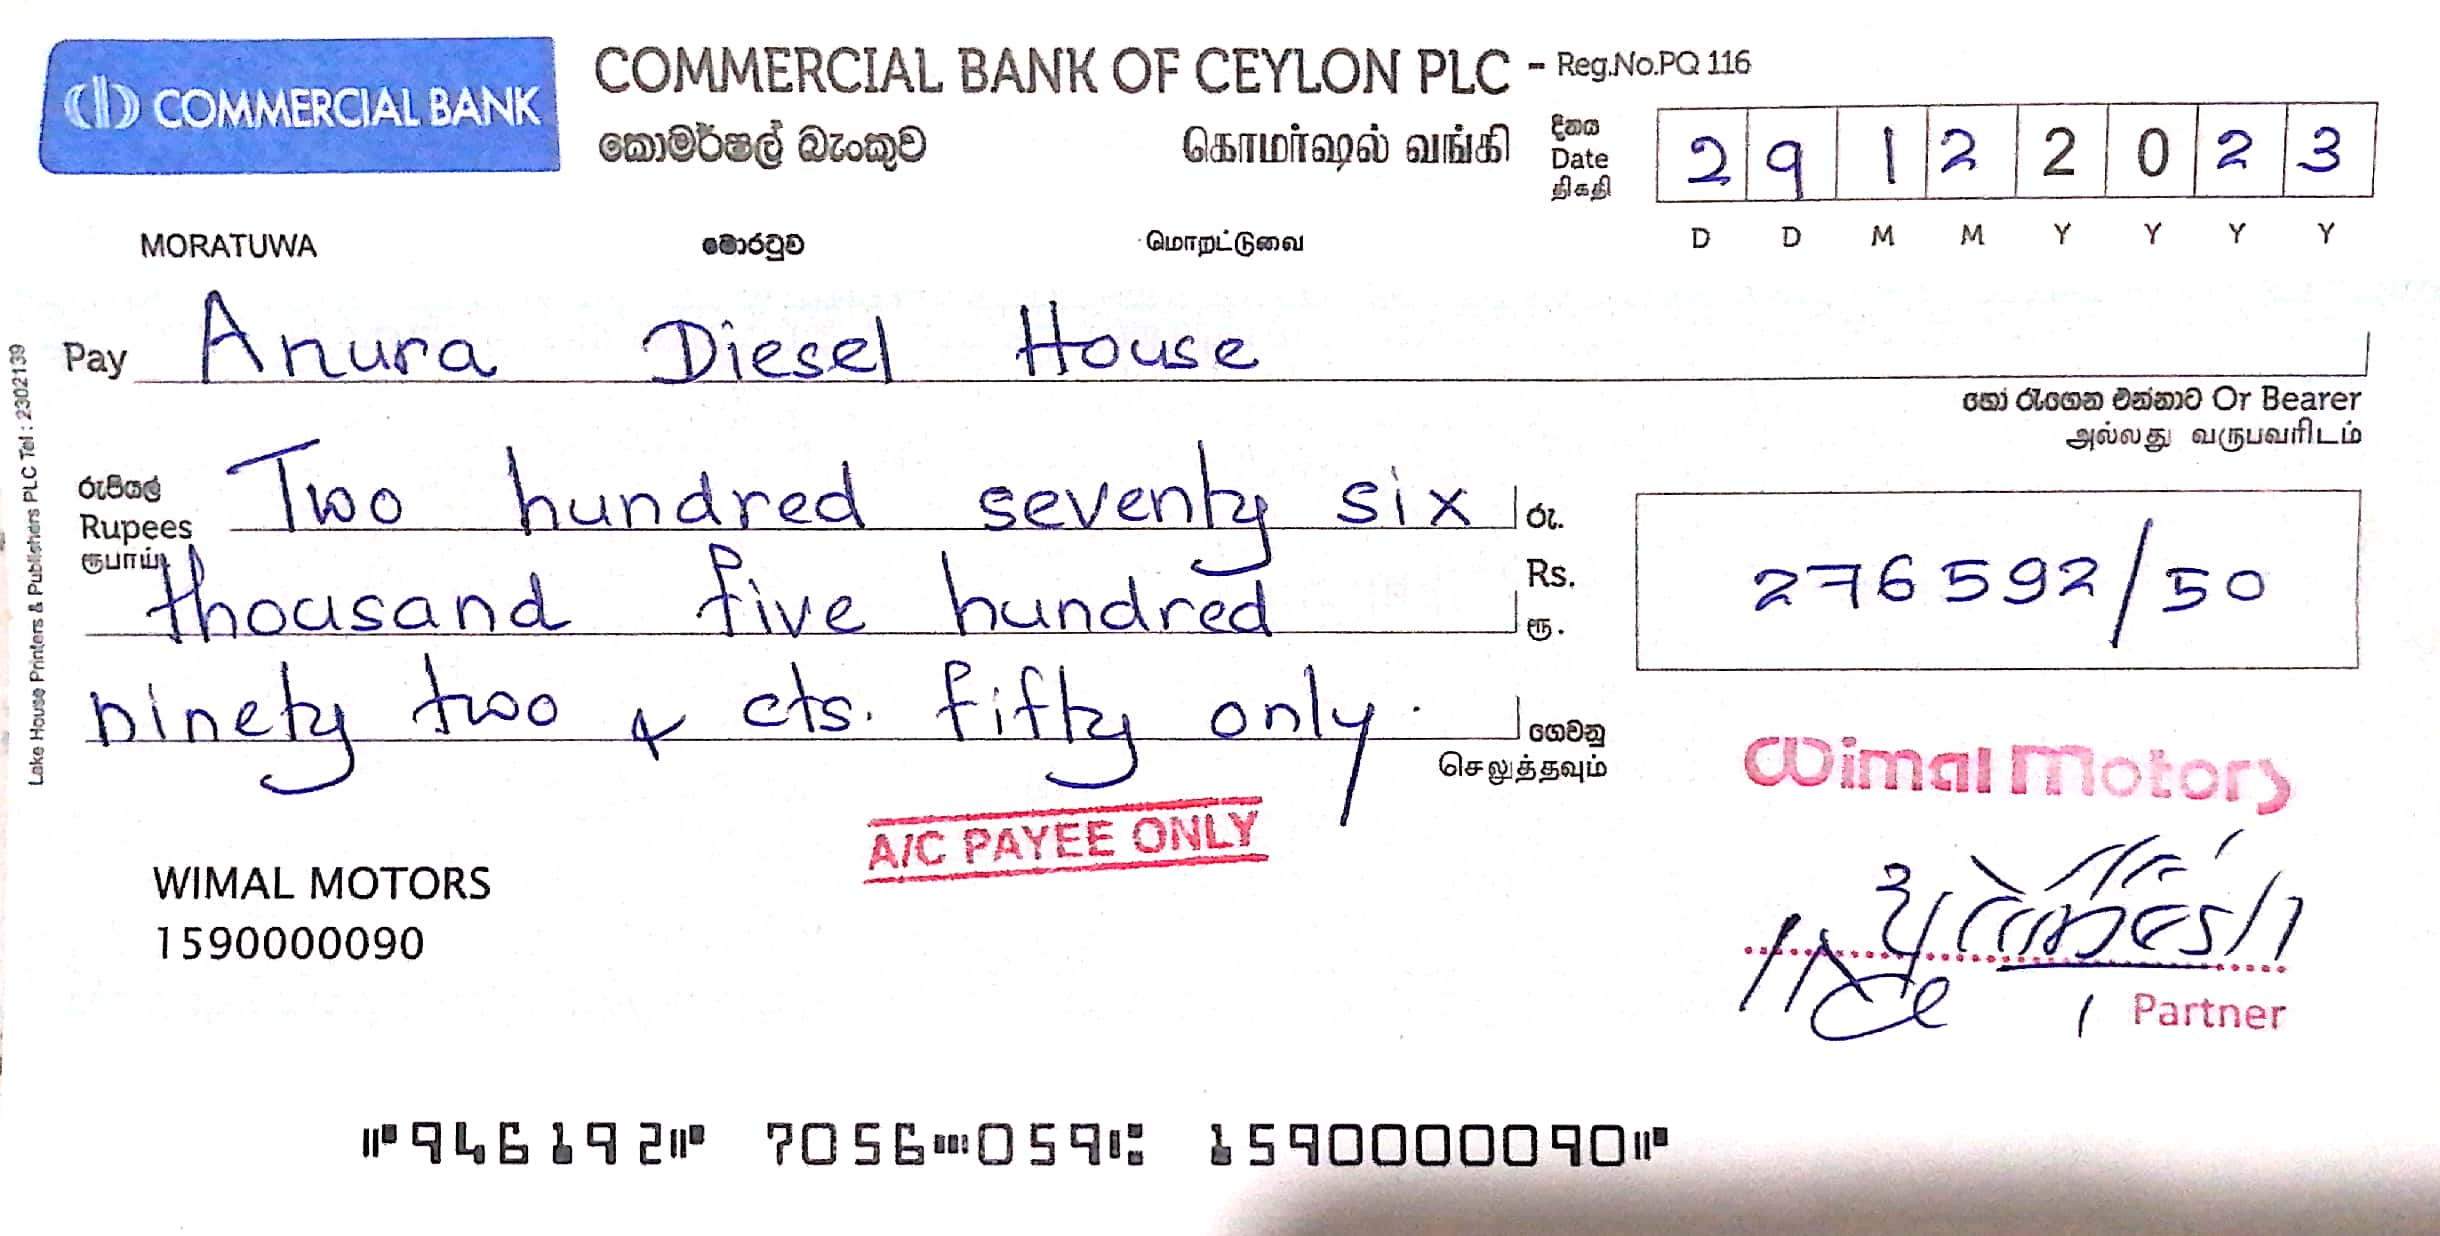 COMMERCIAL BANK
COMMERCIAL BANK OF CEYLON PLC - Reg.No.PQ 116
කොමර්ෂල් බැංකුව கொமர்ஷல் வங்கி
දිනය
Date
திகதி
2 9 1 2 2 0 2 3
D D M M Y Y Y Y
MORATUWA මොරටුව மொறட்டுவை
Pay Anura Diesel House
හෝ රැගෙන එන්නාට Or Bearer
அல்லது வருபவரிடம்
රුපියල්
Rupees
ரூபாய்
Two hundred seventy six
thousand five hundred
ninety two & cts. fifty only.
රු.
Rs.
ரூ.
276592/50
ගෙවනු
செலுத்தவும்
A/C PAYEE ONLY
Wimal Motors
WIMAL MOTORS
1590000090
Partner
⑈946192⑈ 7056⑉059⑆ 1590000090⑈
Lake House Printers & Publishers PLC Tel : 2302139